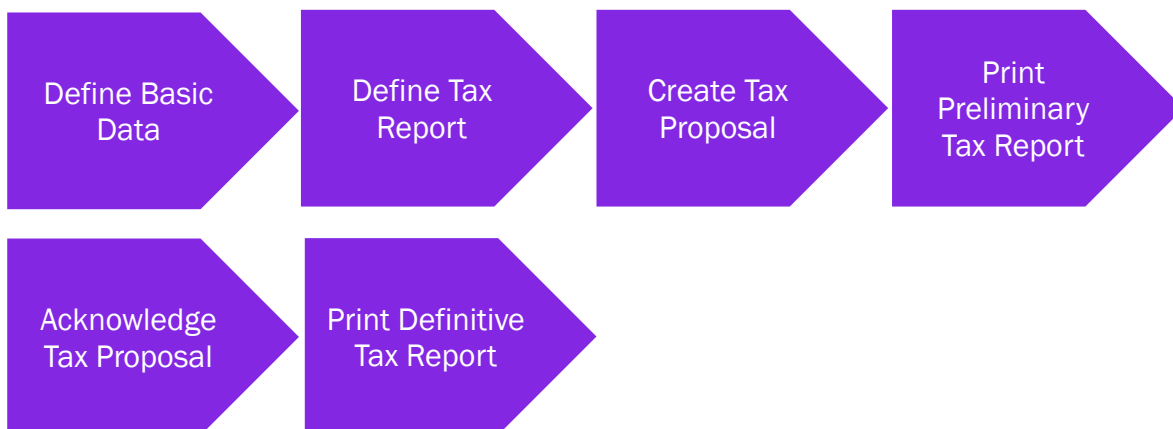 Define Basic
Data
Define Tax
Report
Create Tax
Proposal
Print
Preliminary
Tax Report
Acknowledge
Tax Proposal
Print Definitive
Tax Report